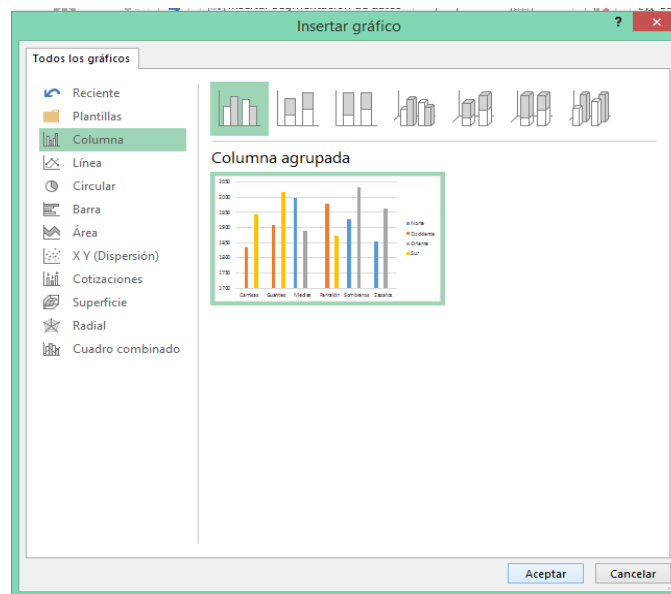 Insertar gráfico
?
Todos los gráficos
Reciente
Plantillas
Columna
Línea
Circular
Barra
Área
X Y (Dispersión)
Cotizaciones
Superficie
Radial
Cuadro combinado
Columna agrupada
2050
2000
1950
1900
1850
1800
1750
1700
Camisas Guantes Medias Pantalón Sombreros Zapatos
Norte
Occidente
Oriente
Sur
Aceptar Cancelar